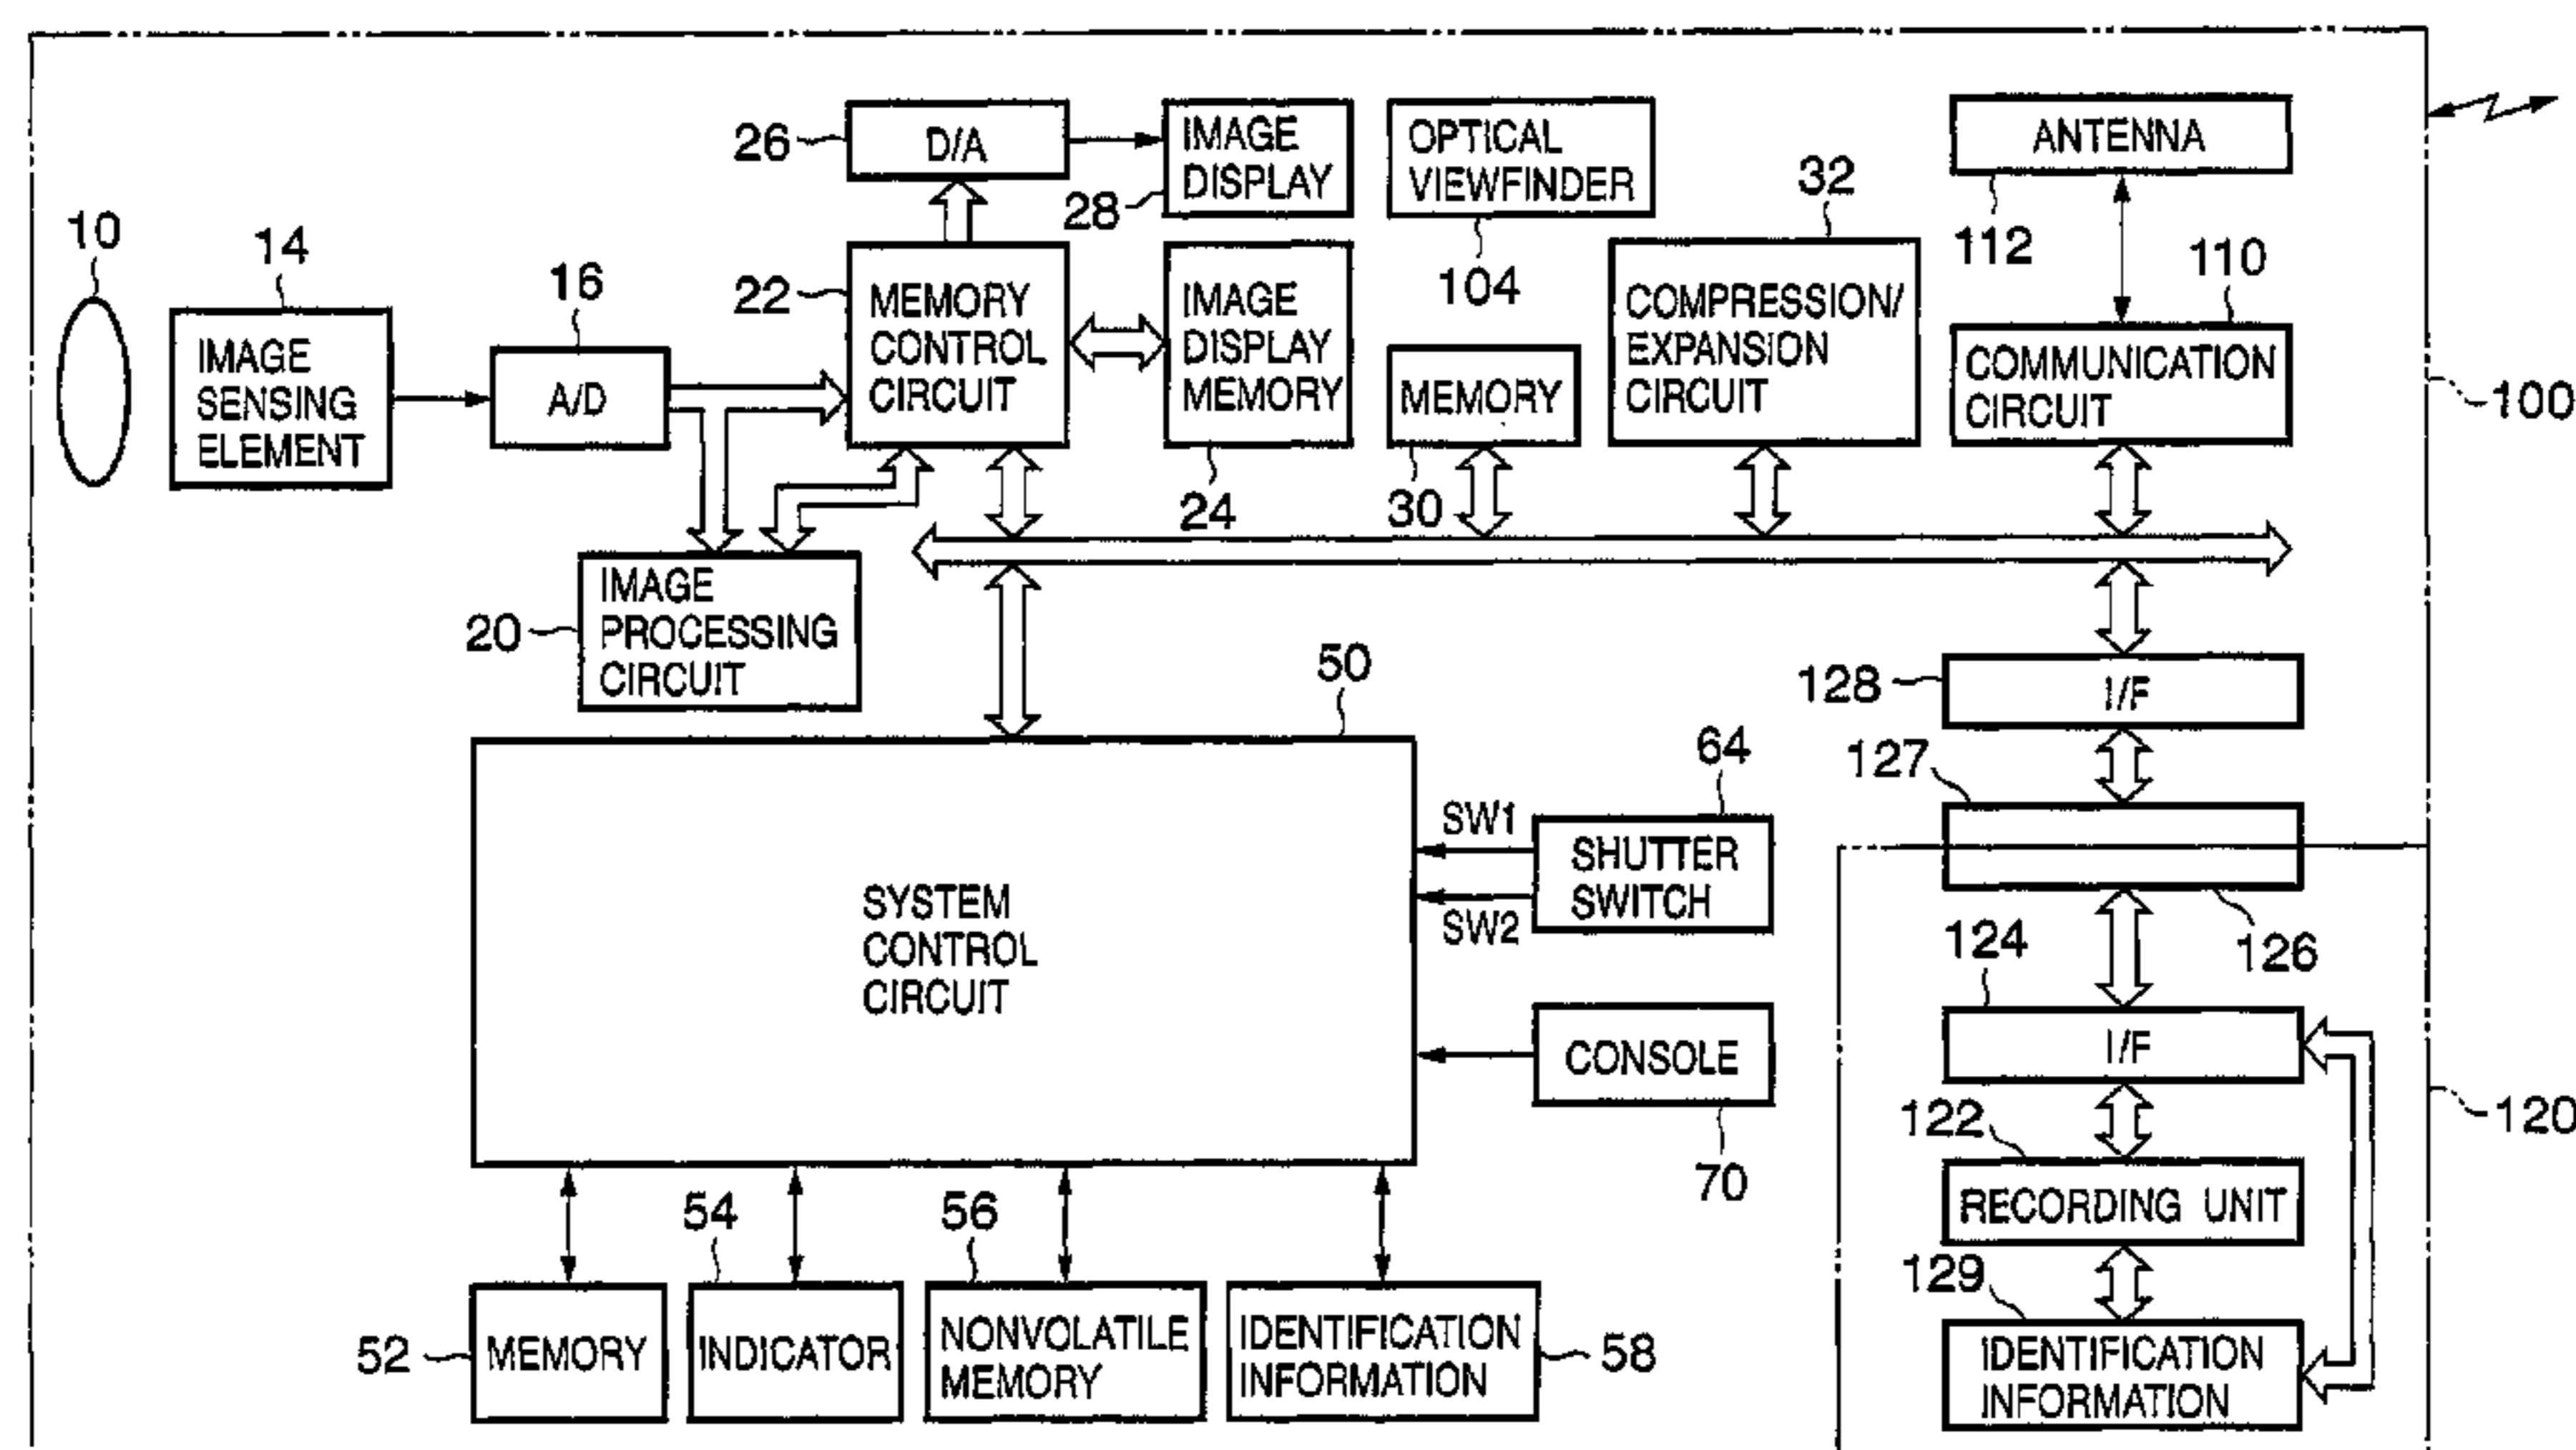 10
14
IMAGE
SENSING
ELEMENT
16
A/D
26
D/A
IMAGE
DISPLAY
28
22
MEMORY
CONTROL
CIRCUIT
IMAGE
DISPLAY
MEMORY
24
OPTICAL
VIEWFINDER
104
MEMORY
30
32
COMPRESSION/
EXPANSION
CIRCUIT
ANTENNA
112
110
COMMUNICATION
CIRCUIT
100
20
IMAGE
PROCESSING
CIRCUIT
50
SYSTEM
CONTROL
CIRCUIT
SW1
SW2
64
SHUTTER
SWITCH
CONSOLE
70
128
I/F
127
126
124
I/F
120
122
RECORDING UNIT
129
IDENTIFICATION
INFORMATION
52
MEMORY
54
INDICATOR
56
NONVOLATILE
MEMORY
IDENTIFICATION
INFORMATION
58